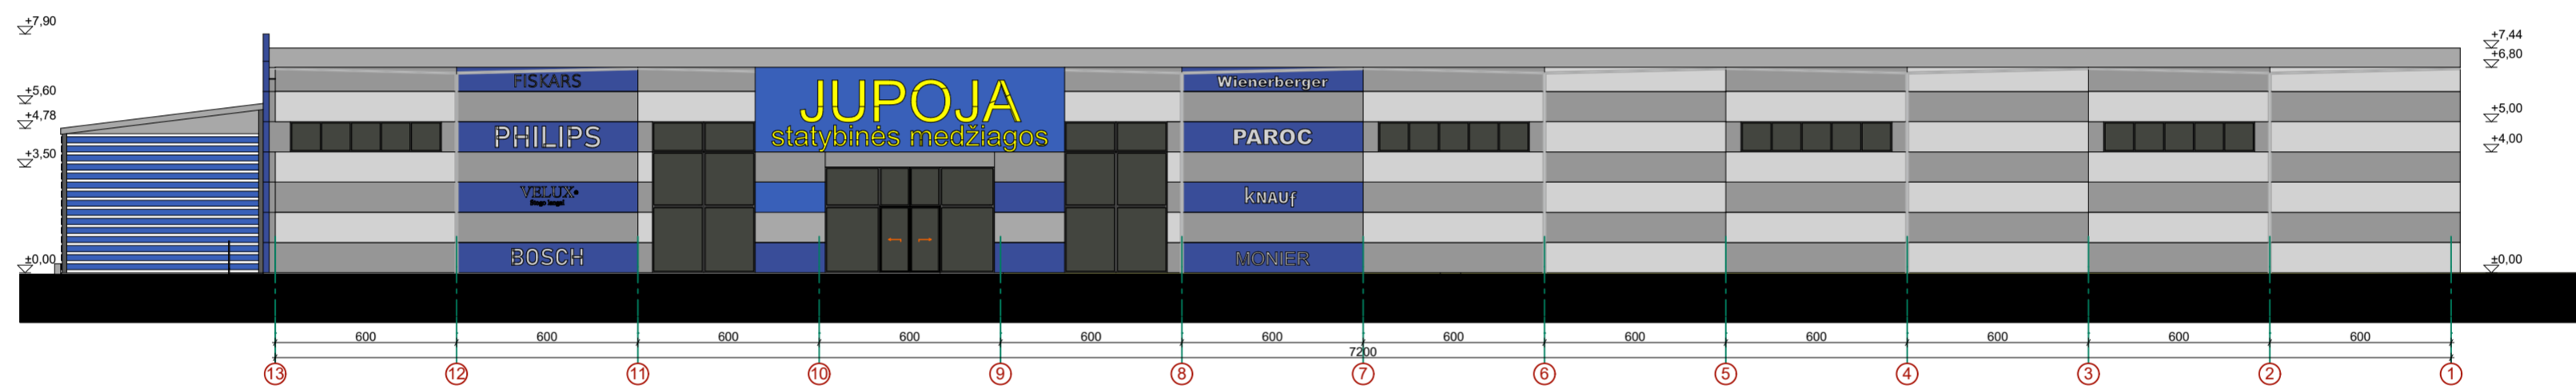 +7,90
+7,44
+6,80
+5,60
+4,78
+3,50
±0,00
+5,00
+4,00
±0,00
FISKARS
JUPOJA
statybinės medžiagos
Wienerberger
PHILIPS
PAROC
VELUX
Stogo langai
KNAUF
BOSCH
MONIER
600 600 600 600 600 600 600 600 600 600 600 600
7200
13 12 11 10 9 8 7 6 5 4 3 2 1